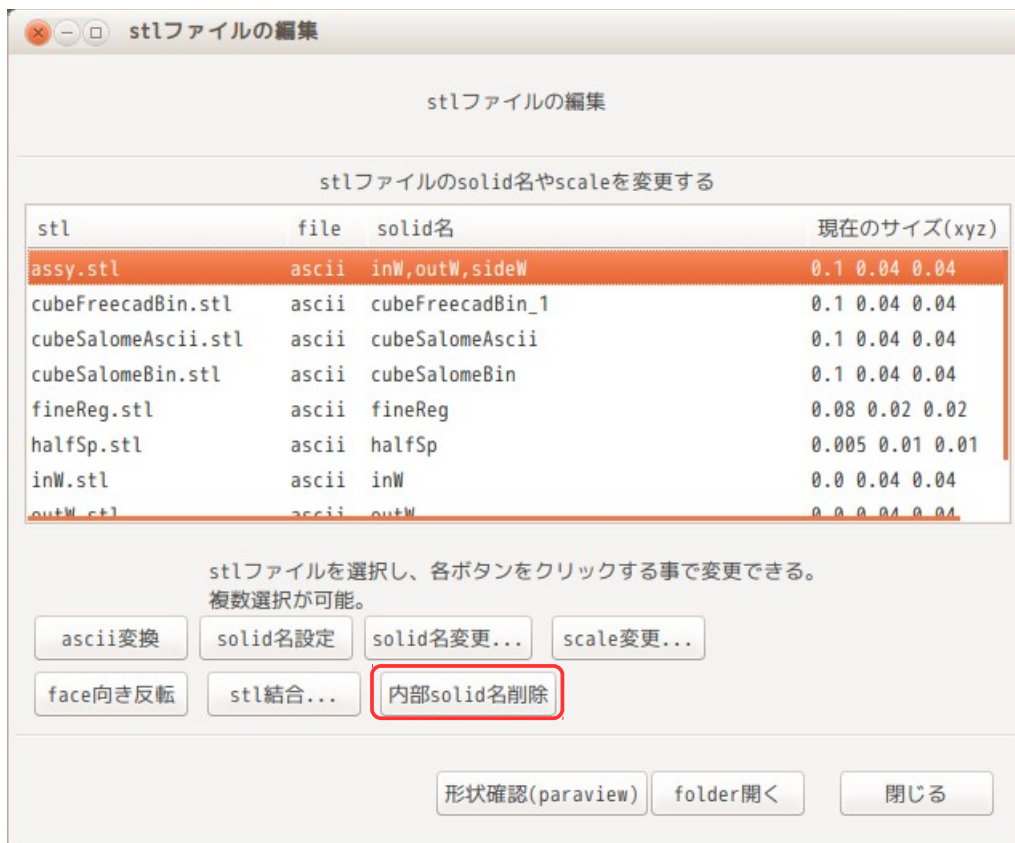 stlファイルの編集
stlファイルの編集
stlファイルのsolid名やscaleを変更する
stl file solid名 現在のサイズ(xyz)
assy.stl ascii inW,outW,sideW 0.1 0.04 0.04
cubeFreecadBin.stl ascii cubeFreecadBin_1 0.1 0.04 0.04
cubeSalomeAscii.stl ascii cubeSalomeAscii 0.1 0.04 0.04
cubeSalomeBin.stl ascii cubeSalomeBin 0.1 0.04 0.04
fineReg.stl ascii fineReg 0.08 0.02 0.02
halfSp.stl ascii halfSp 0.005 0.01 0.01
inW.stl ascii inW 0.0 0.04 0.04
outW.stl ascii outW 0.0 0.04 0.04
stlファイルを選択し、各ボタンをクリックする事で変更できる。
複数選択が可能。
ascii変換 solid名設定 solid名変更... scale変更...
face向き反転 stl結合... 内部solid名削除
形状確認(paraview) folder開く 閉じる